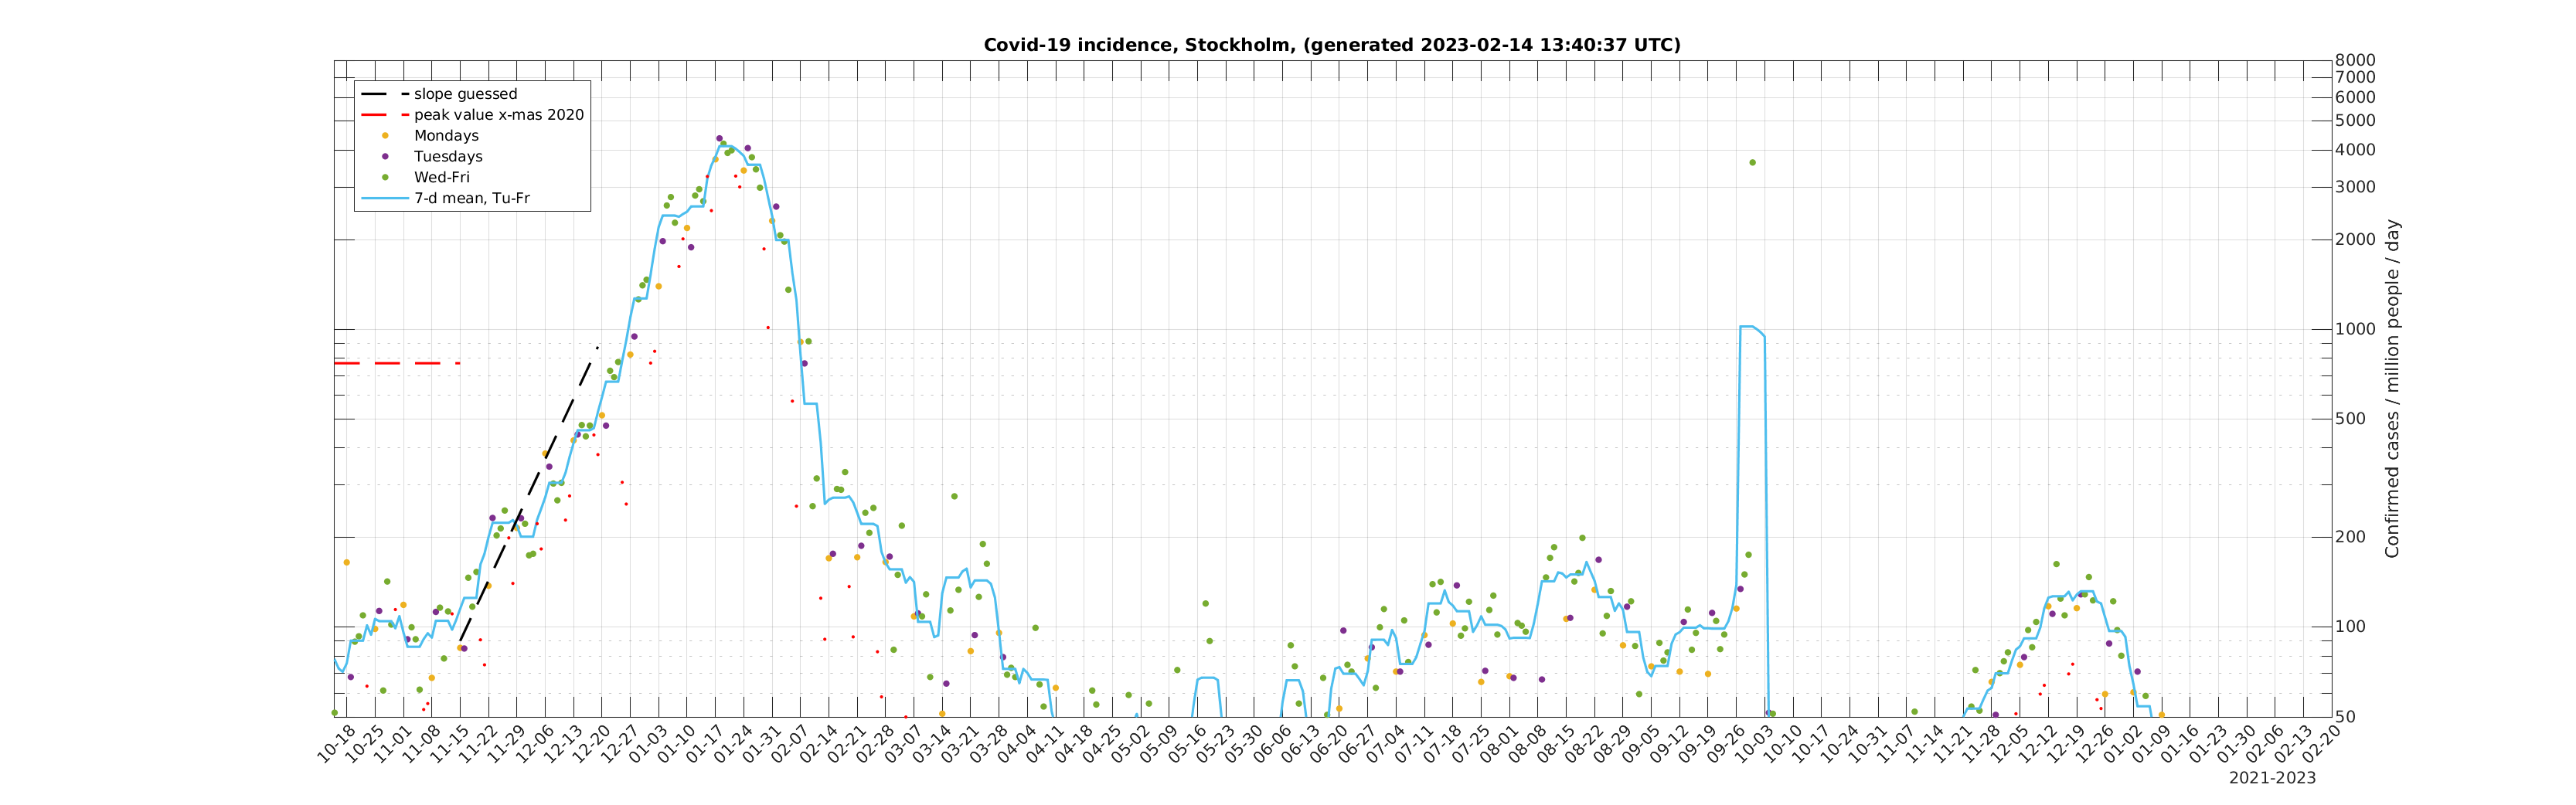 Covid-19 incidence, Stockholm, (generated 2023-02-14 13:40:37 UTC)
slope guessed
peak value x-mas 2020
Mondays
Tuesdays
Wed-Fri
7-d mean, Tu-Fr
8000
7000
6000
5000
4000
3000
2000
1000
500
200
100
50
Confirmed cases / million people / day
10-18 10-25 11-01 11-08 11-15 11-22 11-29 12-06 12-13 12-20 12-27 01-03 01-10 01-17 01-24 01-31 02-07 02-14 02-21 02-28 03-07 03-14 03-21 03-28 04-04 04-11 04-18 04-25 05-02 05-09 05-16 05-23 05-30 06-06 06-13 06-20 06-27 07-04 07-11 07-18 07-25 08-01 08-08 08-15 08-22 08-29 09-05 09-12 09-19 09-26 10-03 10-10 10-17 10-24 10-31 11-07 11-14 11-21 11-28 12-05 12-12 12-19 12-26 01-02 01-09 01-16 01-23 01-30 02-06 02-13 02-20
2021-2023